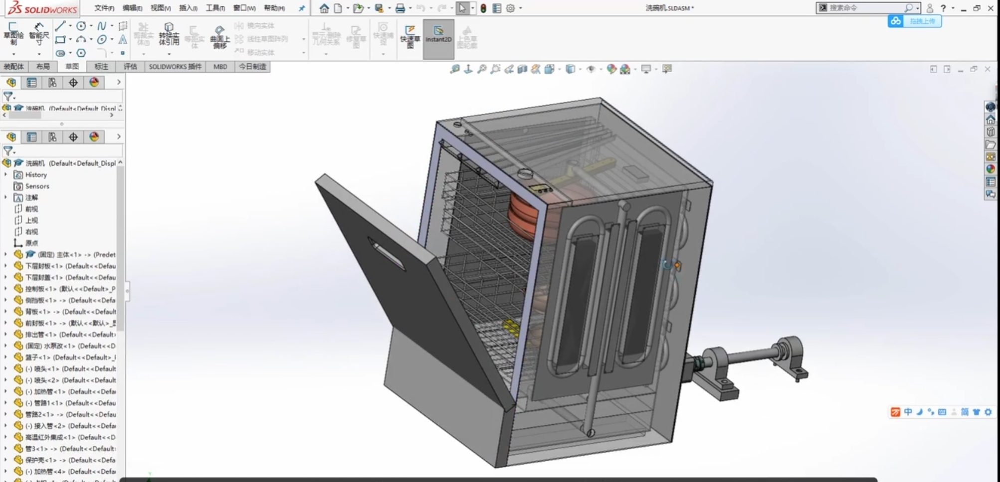 SOLIDWORKS
文件(F) 编辑(E) 视图(V) 插入(I) 工具(T) 窗口(W) 帮助(H)
洗碗机.SLDASM *
搜索命令
拖拽上传
草图绘制
智能尺寸
剪裁实体(I)
转换实体引用
等距实体
曲面上偏移
镜向实体
线性草图阵列
移动实体
显示/删除几何关系
修复草图
快速捕捉
快速草图
Instant2D
上色草图轮廓
装配体 布局 草图 标注 评估 SOLIDWORKS 插件 MBD 今日制造
洗碗机 (Default<Default_Displ
洗碗机 (Default<Default_Displ
History
Sensors
注解
前视
上视
右视
原点
(固定) 主体<1> -> (Predet
下层封板<1> (Default<<Defau
下层封盖<1> (Default<<Defau
控制板<1> (默认<<Default>_P
侧挡板<1> -> (Default<<Defa
背板<1> -> (Default<<Default
前封板<1> -> (默认<<默认>_显
排出管<1> (Default<<Default>
(固定) 水泵改<1> (Default<<D
篮子<1> (Default<<Default>_
(-) 喷头<1> (Default<<Default
(-) 喷头<2> (Default<<Default
(-) 加热管<1> (Default<<Defau
(-) 管路1<1> (Default<<Defau
管路2<1> -> (Default<<Defau
(-) 接入管<2> (Default<<Defau
高温红外集成<1> (Default<<D
管3<1> -> (Default<<Default>
保护壳<1> -> (Default<<Defa
(-) 加热管<4> (Default<<Defau
中 简